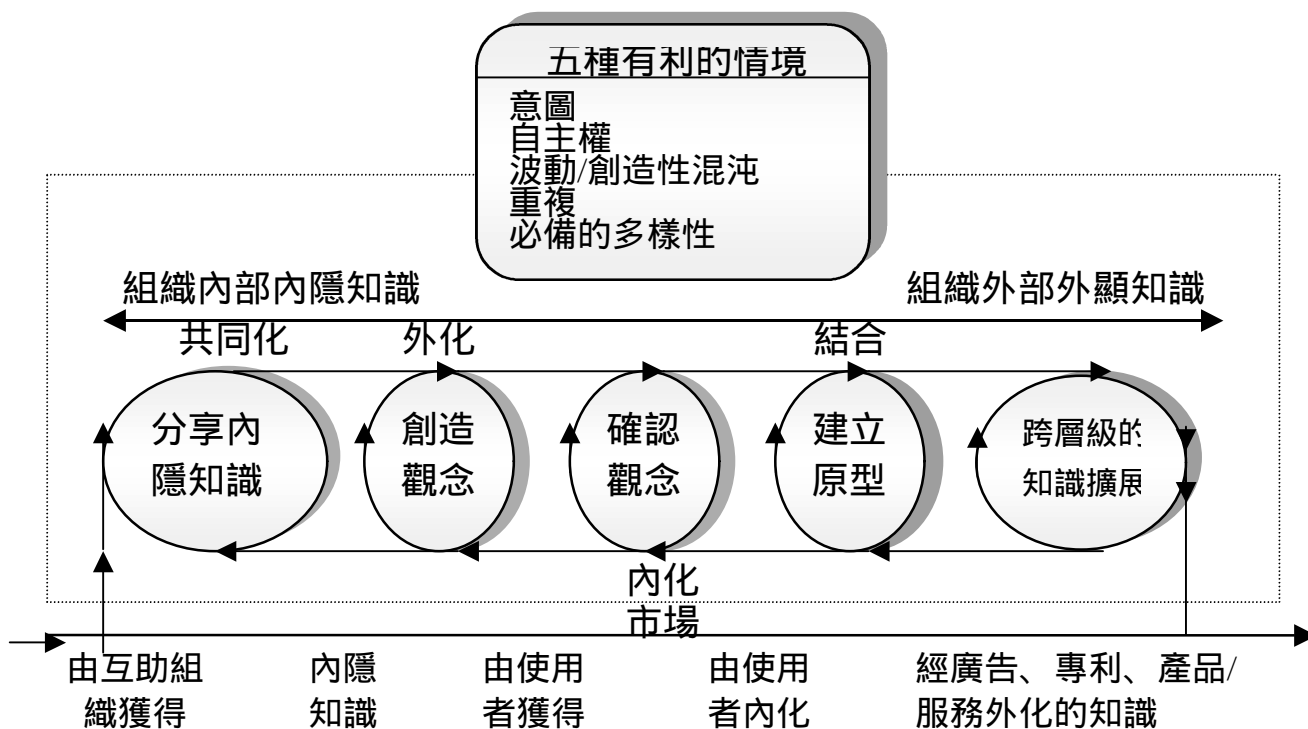 五種有利的情境
意圖
自主權
波動/創造性混沌
重複
必備的多樣性
組織內部內隱知識
組織外部外顯知識
共同化
外化
結合
分享內
隱知識
創造
觀念
確認
觀念
建立
原型
跨層級的
知識擴展
內化
市場
由互助組
織獲得
內隱
知識
由使用
者獲得
由使用
者內化
經廣告、專利、產品/
服務外化的知識